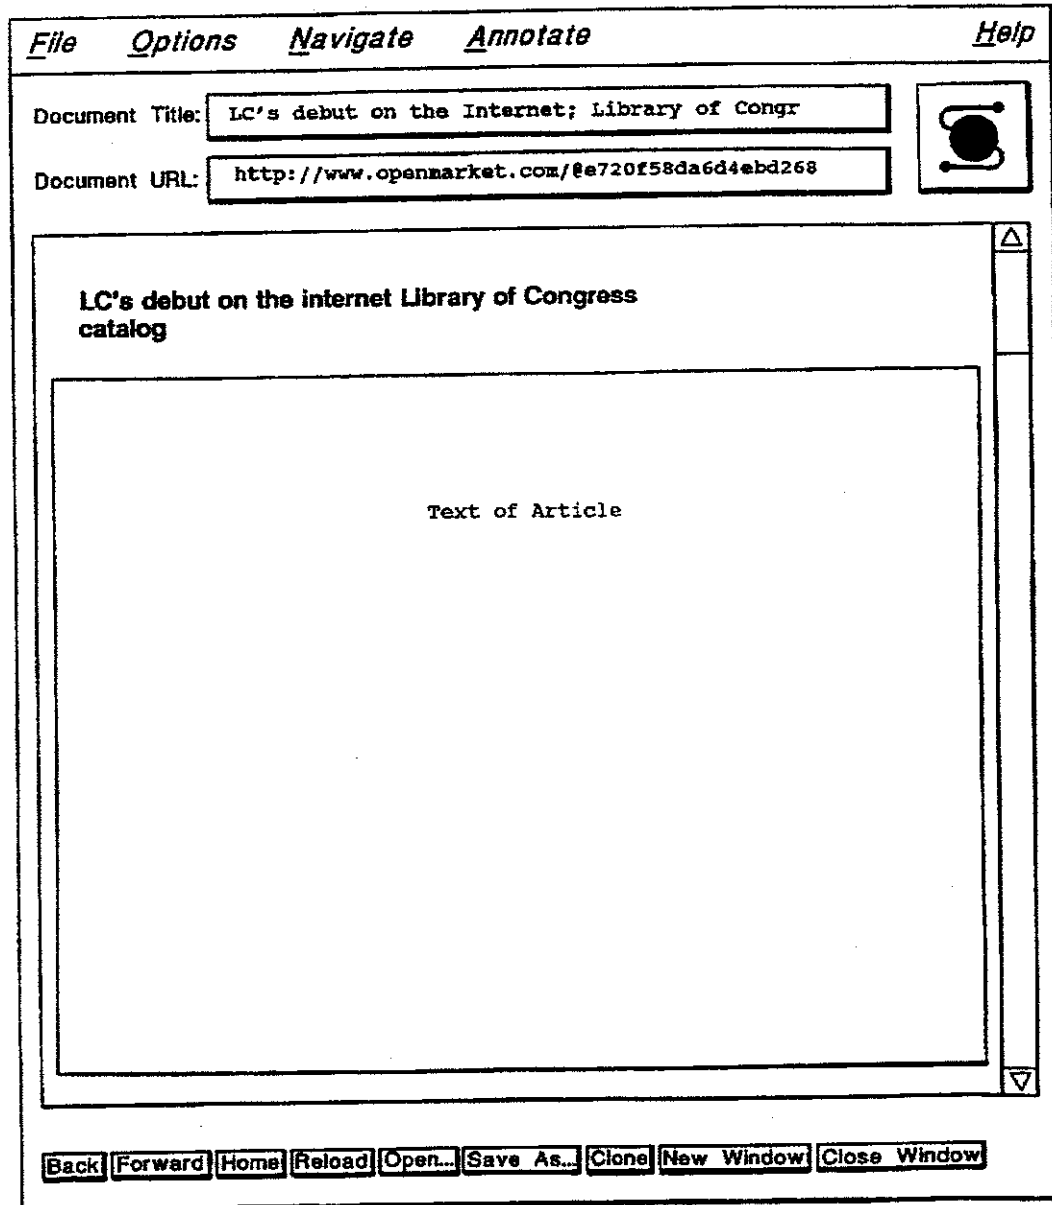 File Options Navigate Annotate Help
Document Title: LC's debut on the Internet; Library of Congr
Document URL: http://www.openmarket.com/@e720f58da6d4ebd268
LC's debut on the internet Library of Congress
catalog
Text of Article
Back Forward Home Reload Open... Save As... Clone New Window Close Window